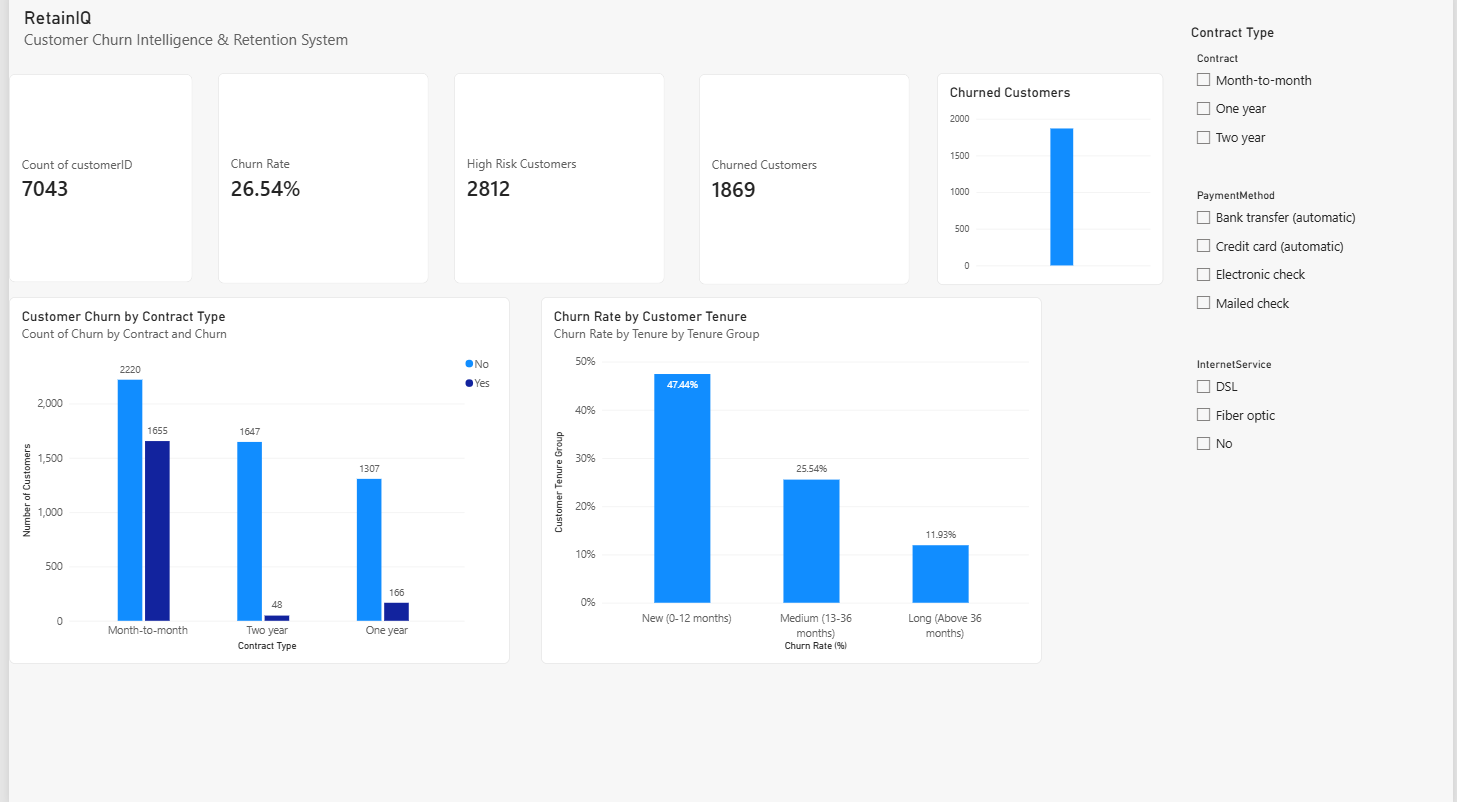 RetainIQ
Customer Churn Intelligence & Retention System
Count of customerID
7043
Churn Rate
26.54%
High Risk Customers
2812
Churned Customers
1869
Churned Customers
2000
1500
1000
500
0
Contract Type
Contract
Month-to-month
One year
Two year
PaymentMethod
Bank transfer (automatic)
Credit card (automatic)
Electronic check
Mailed check
InternetService
DSL
Fiber optic
No
Customer Churn by Contract Type
Count of Churn by Contract and Churn
No
Yes
Number of Customers
2,000
1,500
1,000
500
0
2220
1655
1647
48
1307
166
Month-to-month
Two year
One year
Contract Type
Churn Rate by Customer Tenure
Churn Rate by Tenure by Tenure Group
Customer Tenure Group
50%
40%
30%
20%
10%
0%
47.44%
25.54%
11.93%
New (0-12 months)
Medium (13-36
months)
Long (Above 36
months)
Churn Rate (%)